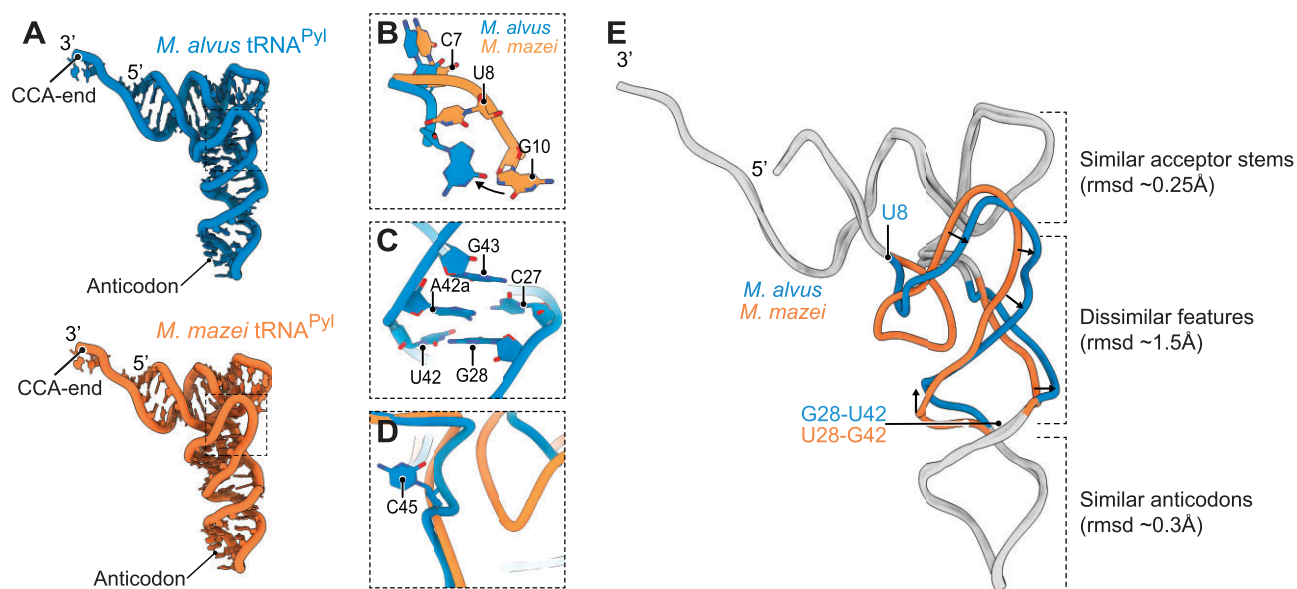 A
M. alvus tRNAPyl
3’
5’
CCA-end
Anticodon
M. mazei tRNAPyl
3’
5’
CCA-end
Anticodon
B
M. alvus
M. mazei
C7
U8
G10
C
G43
C27
A42a
U42
G28
D
C45
E
3’
5’
U8
M. alvus
M. mazei
G28-U42
U28-G42
Similar acceptor stems
(rmsd ~0.25Å)
Dissimilar features
(rmsd ~1.5Å)
Similar anticodons
(rmsd ~0.3Å)